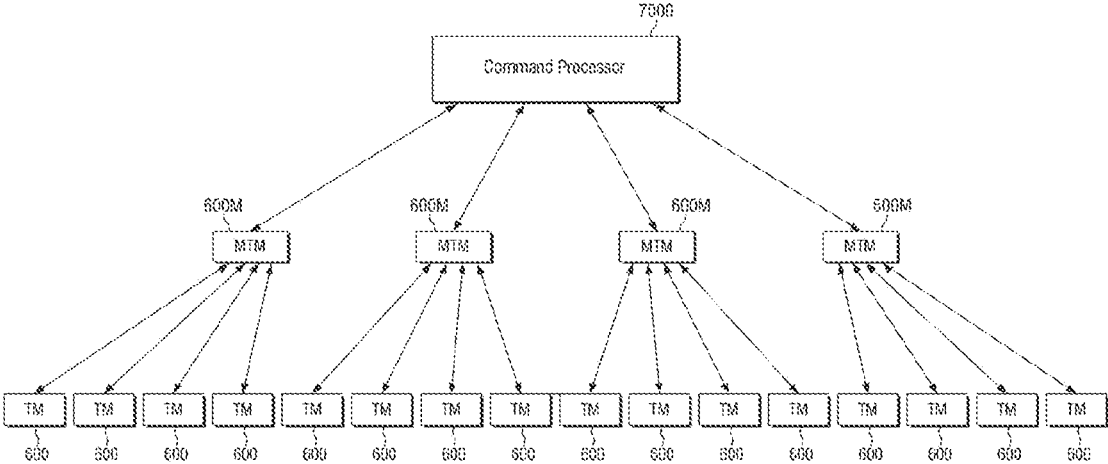 7000
Command Processor
600M 600M 600M 600M
MTM MTM MTM MTM
TM TM TM TM TM TM TM TM TM TM TM TM TM TM TM TM
600 600 600 600 600 600 600 600 600 600 600 600 600 600 600 600